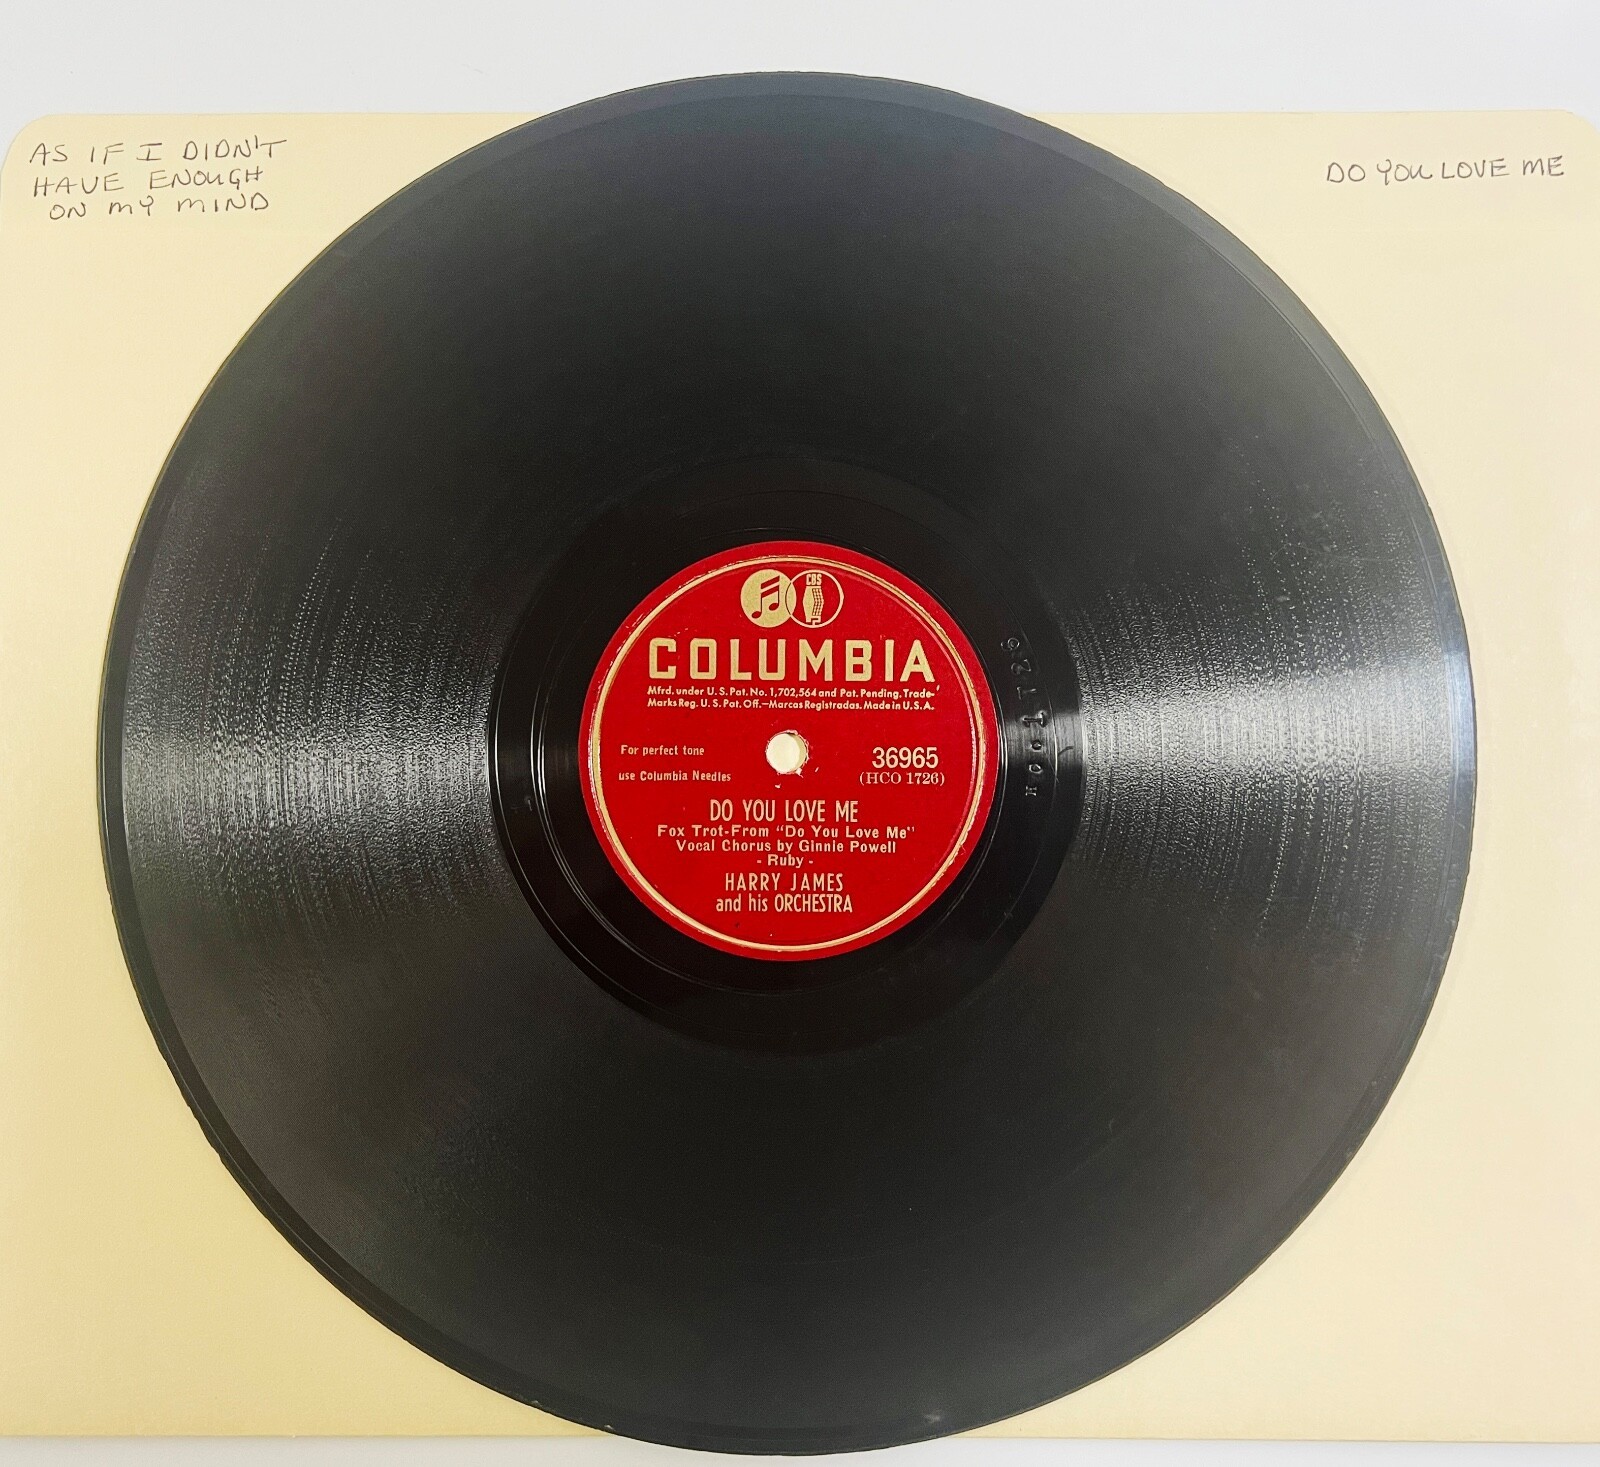 AS IF I DIDN'T
HAVE ENOUGH
ON MY MIND
DO YOU LOVE ME
CBS
COLUMBIA
Mfrd. under U.S. Pat. No. 1,702,564 and Pat. Pending. Trade-
Marks Reg. U.S. Pat. Off.—Marcas Registradas. Made in U.S.A.
For perfect tone
use Columbia Needles
36965
(HCO 1726)
DO YOU LOVE ME
Fox Trot-From "Do You Love Me"
Vocal Chorus by Ginnie Powell
- Ruby -
HARRY JAMES
and his ORCHESTRA